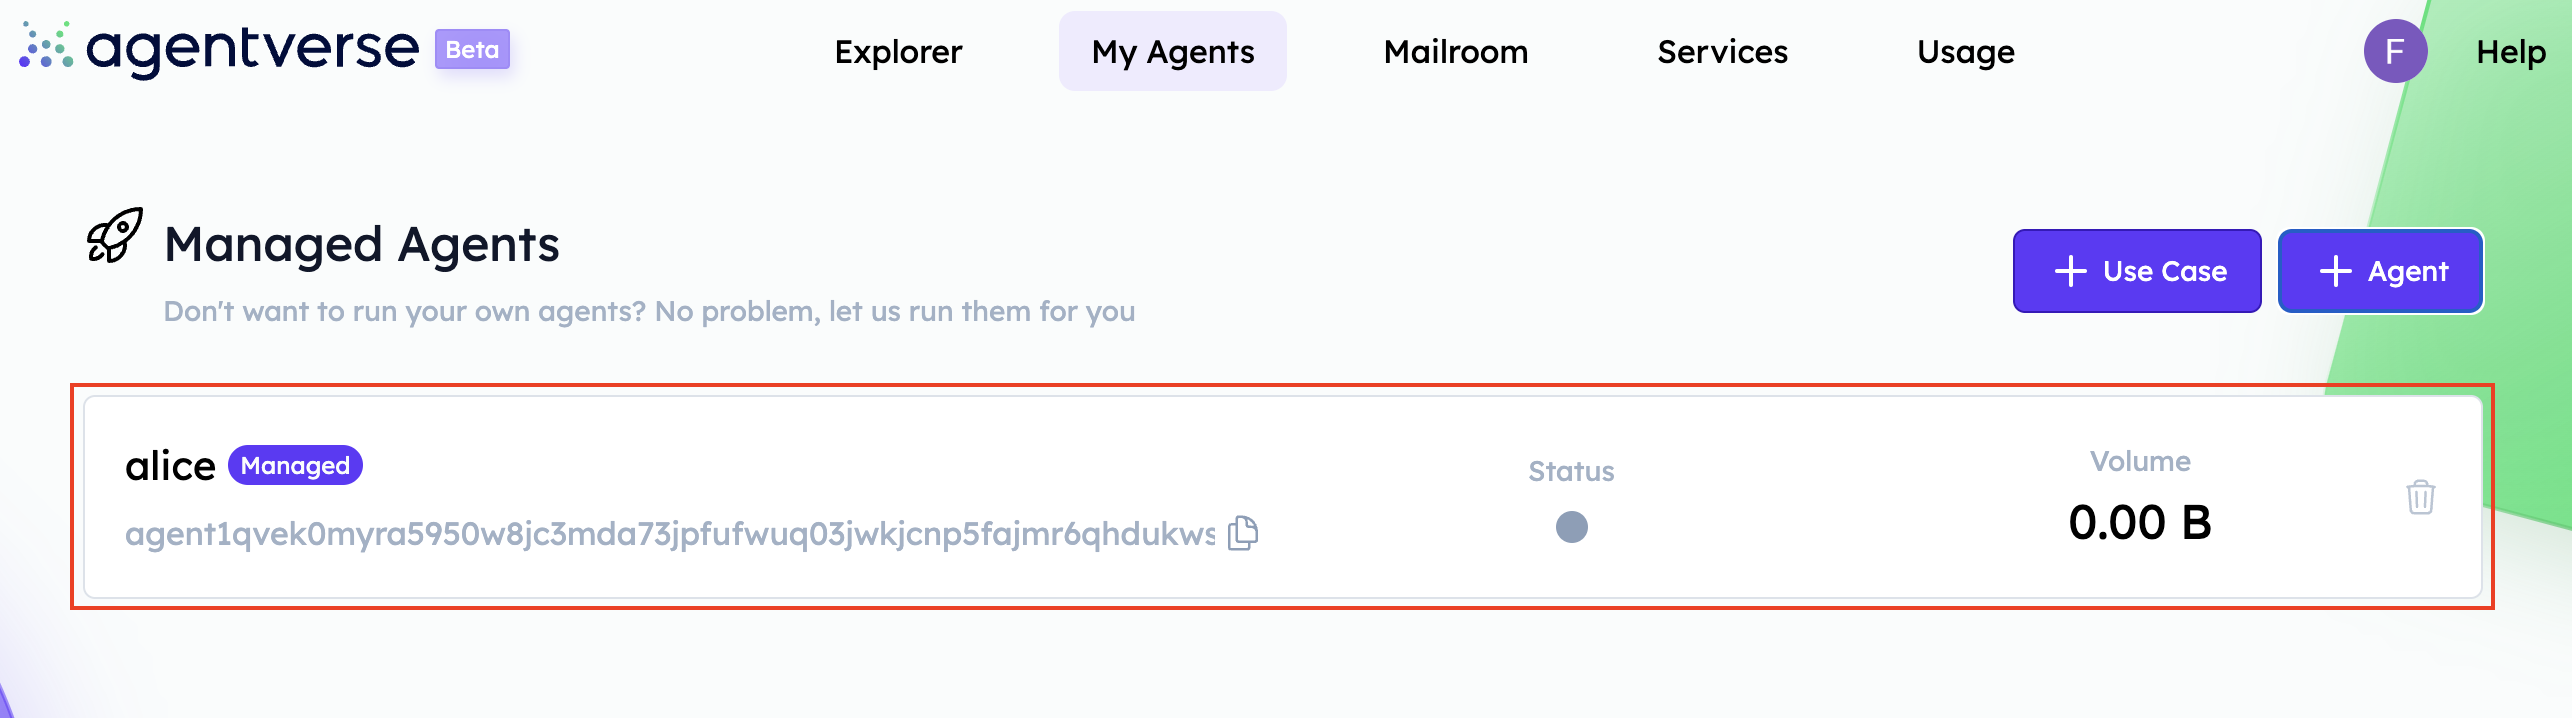 agentverse Beta
Explorer My Agents Mailroom Services Usage F Help
Managed Agents
Don't want to run your own agents? No problem, let us run them for you
+ Use Case + Agent
alice Managed
agent1qvek0myra5950w8jc3mda73jpfufwuq03jwkjcnp5fajmr6qhdukws
Status
Volume
0.00 B